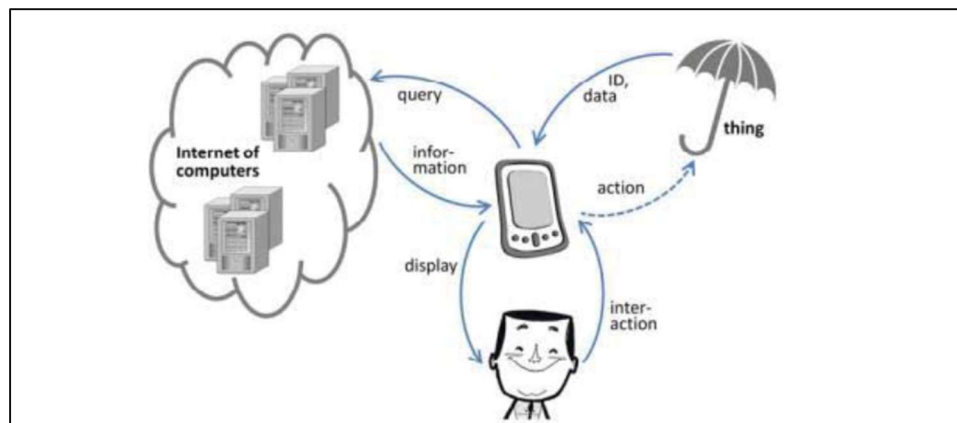 query
ID,
data
thing
Internet of
computers
infor-
mation
action
display
inter-
action